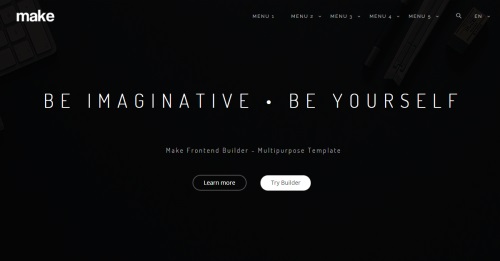 make
MENU 1 MENU 2 MENU 3 MENU 4 MENU 5 EN
BE IMAGINATIVE • BE YOURSELF
Make Frontend Builder - Multipurpose Template
Learn more Try Builder